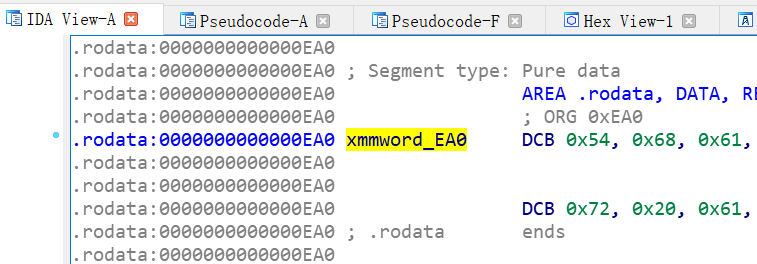 IDA View-A Pseudocode-A Pseudocode-F Hex View-1 A
.rodata:0000000000000EA0
.rodata:0000000000000EA0 ; Segment type: Pure data
.rodata:0000000000000EA0 AREA .rodata, DATA, RE
.rodata:0000000000000EA0 ; ORG 0xEA0
.rodata:0000000000000EA0 xmmword_EA0 DCB 0x54, 0x68, 0x61,
.rodata:0000000000000EA0
.rodata:0000000000000EA0
.rodata:0000000000000EA0 DCB 0x72, 0x20, 0x61,
.rodata:0000000000000EA0 ; .rodata ends
.rodata:0000000000000EA0